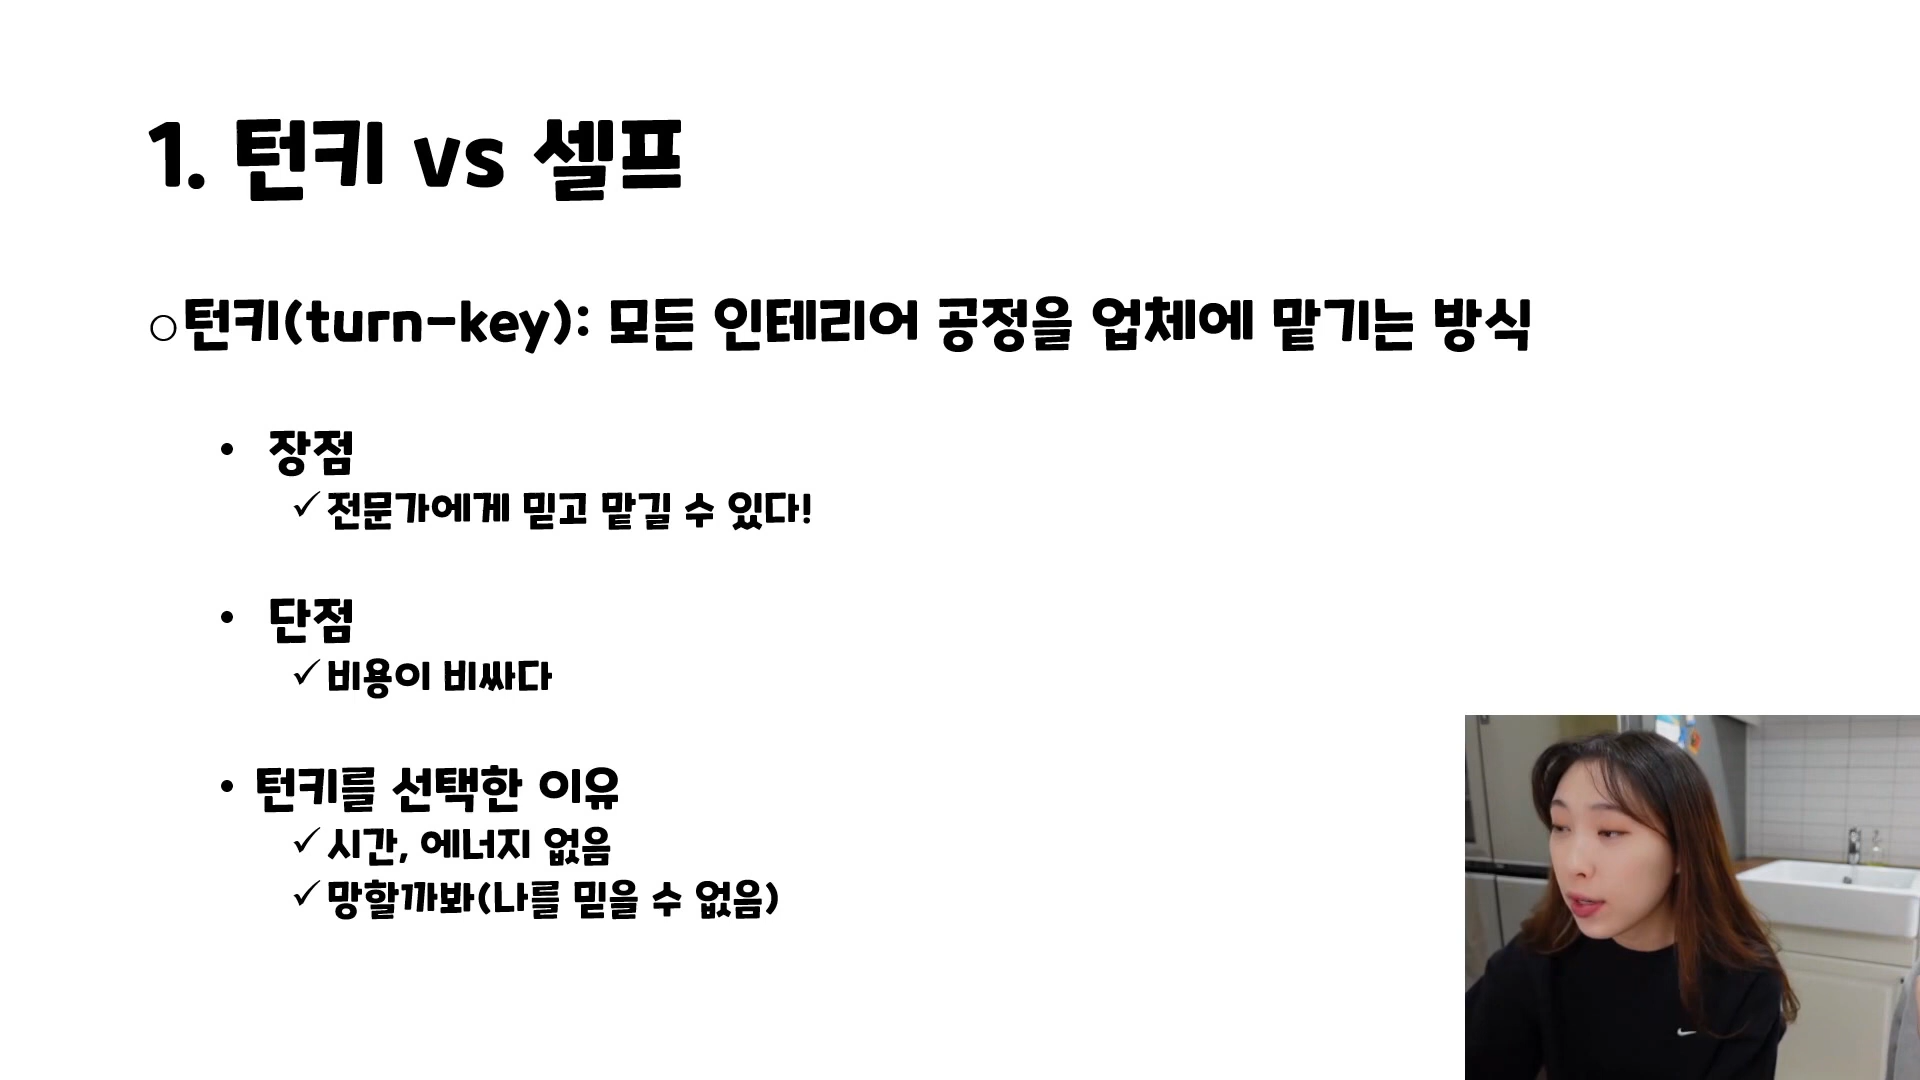 1. 턴키 vs 셀프
○턴키(turn-key): 모든 인테리어 공정을 업체에 맡기는 방식
• 장점
✓전문가에게 믿고 맡길 수 있다!
• 단점
✓비용이 비싸다
• 턴키를 선택한 이유
✓시간, 에너지 없음
✓망할까봐(나를 믿을 수 없음)